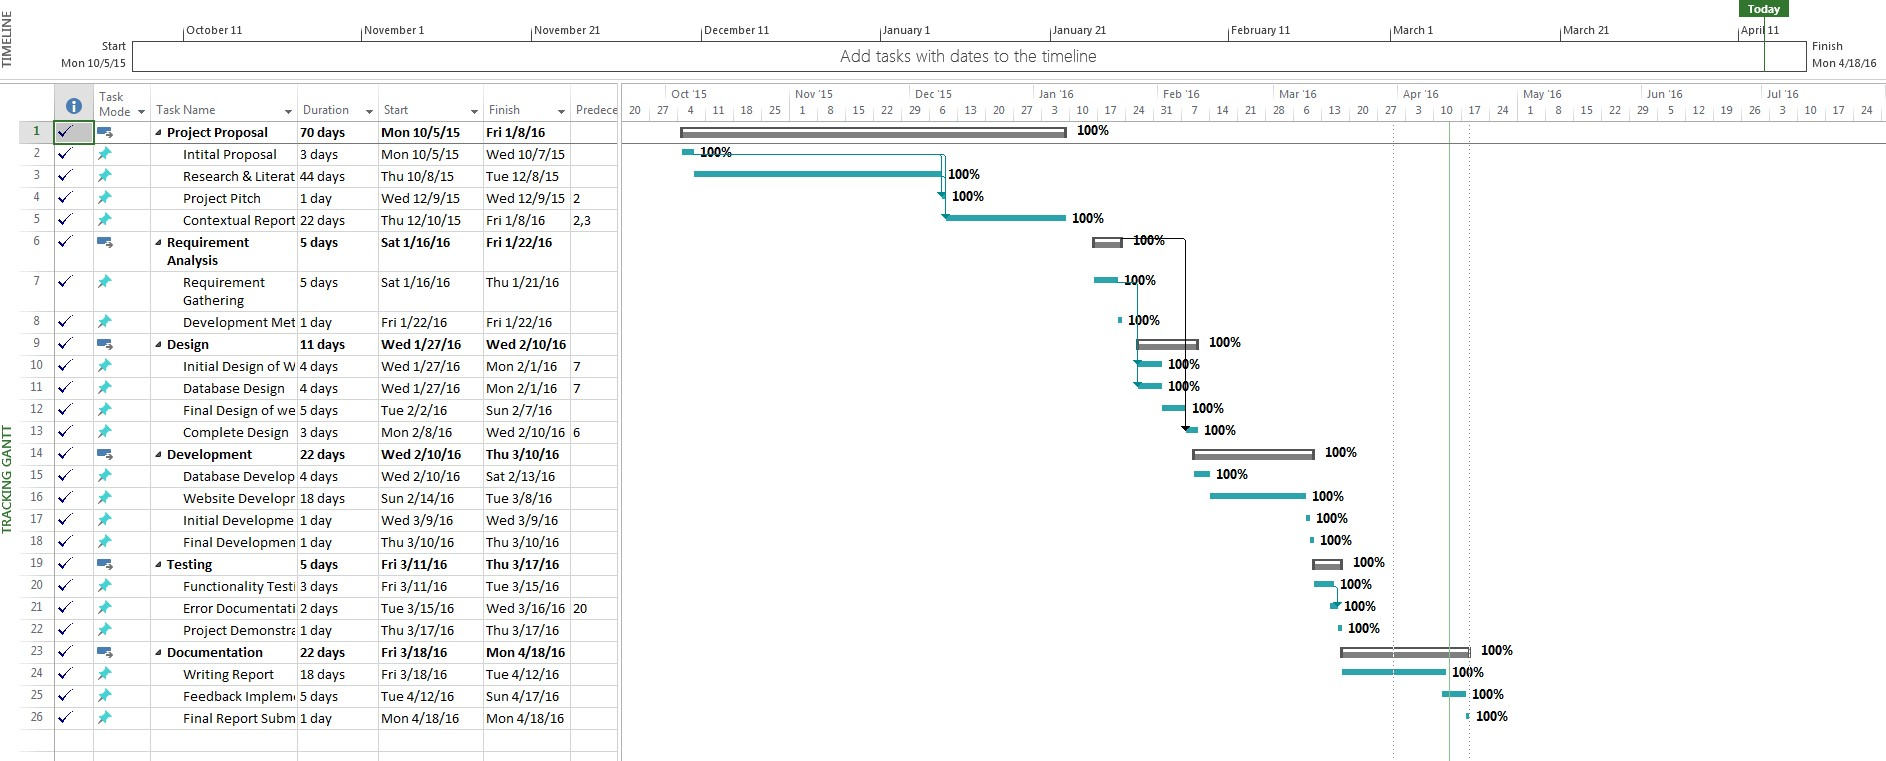 TIMELINE
Today
October 11 November 1 November 21 December 11 January 1 January 21 February 11 March 1 March 21 April 11
Start
Mon 10/5/15
Add tasks with dates to the timeline
Finish
Mon 4/18/16
TRACKING GANTT
Task Mode Task Name Duration Start Finish Predece
Oct '15 Nov '15 Dec '15 Jan '16 Feb '16 Mar '16 Apr '16 May '16 Jun '16 Jul '16
20 27 4 11 18 25 1 8 15 22 29 6 13 20 27 3 10 17 24 31 7 14 21 28 6 13 20 27 3 10 17 24 1 8 15 22 29 5 12 19 26 3 10 17 24
1 Project Proposal 70 days Mon 10/5/15 Fri 1/8/16 100%
2 Intital Proposal 3 days Mon 10/5/15 Wed 10/7/15 100%
3 Research & Literat 44 days Thu 10/8/15 Tue 12/8/15 100%
4 Project Pitch 1 day Wed 12/9/15 Wed 12/9/15 2 100%
5 Contextual Report 22 days Thu 12/10/15 Fri 1/8/16 2,3 100%
6 Requirement 5 days Sat 1/16/16 Fri 1/22/16 100%
Analysis
7 Requirement 5 days Sat 1/16/16 Thu 1/21/16 100%
Gathering
8 Development Met 1 day Fri 1/22/16 Fri 1/22/16 100%
9 Design 11 days Wed 1/27/16 Wed 2/10/16 100%
10 Initial Design of W 4 days Wed 1/27/16 Mon 2/1/16 7 100%
11 Database Design 4 days Wed 1/27/16 Mon 2/1/16 7 100%
12 Final Design of we 5 days Tue 2/2/16 Sun 2/7/16 100%
13 Complete Design 3 days Mon 2/8/16 Wed 2/10/16 6 100%
14 Development 22 days Wed 2/10/16 Thu 3/10/16 100%
15 Database Develop 4 days Wed 2/10/16 Sat 2/13/16 100%
16 Website Developr 18 days Sun 2/14/16 Tue 3/8/16 100%
17 Initial Developme 1 day Wed 3/9/16 Wed 3/9/16 100%
18 Final Developmen 1 day Thu 3/10/16 Thu 3/10/16 100%
19 Testing 5 days Fri 3/11/16 Thu 3/17/16 100%
20 Functionality Testi 3 days Fri 3/11/16 Tue 3/15/16 100%
21 Error Documentati 2 days Tue 3/15/16 Wed 3/16/16 20 100%
22 Project Demonstra 1 day Thu 3/17/16 Thu 3/17/16 100%
23 Documentation 22 days Fri 3/18/16 Mon 4/18/16 100%
24 Writing Report 18 days Fri 3/18/16 Tue 4/12/16 100%
25 Feedback Implem 5 days Tue 4/12/16 Sun 4/17/16 100%
26 Final Report Subm 1 day Mon 4/18/16 Mon 4/18/16 100%